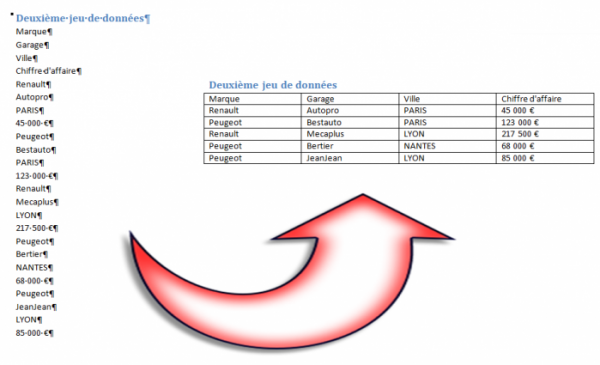 Deuxième·jeu·de·données¶
Marque¶
Garage¶
Ville¶
Chiffre·d'affaire¶
Renault¶
Autopro¶
PARIS¶
45·000·€¶
Peugeot¶
Bestauto¶
PARIS¶
123·000·€¶
Renault¶
Mecaplus¶
LYON¶
217·500·€¶
Peugeot¶
Bertier¶
NANTES¶
68·000·€¶
Peugeot¶
JeanJean¶
LYON¶
85·000·€¶
Deuxième jeu de données
Marque Garage Ville Chiffre d'affaire
Renault Autopro PARIS 45 000 €
Peugeot Bestauto PARIS 123 000 €
Renault Mecaplus LYON 217 500 €
Peugeot Bertier NANTES 68 000 €
Peugeot JeanJean LYON 85 000 €